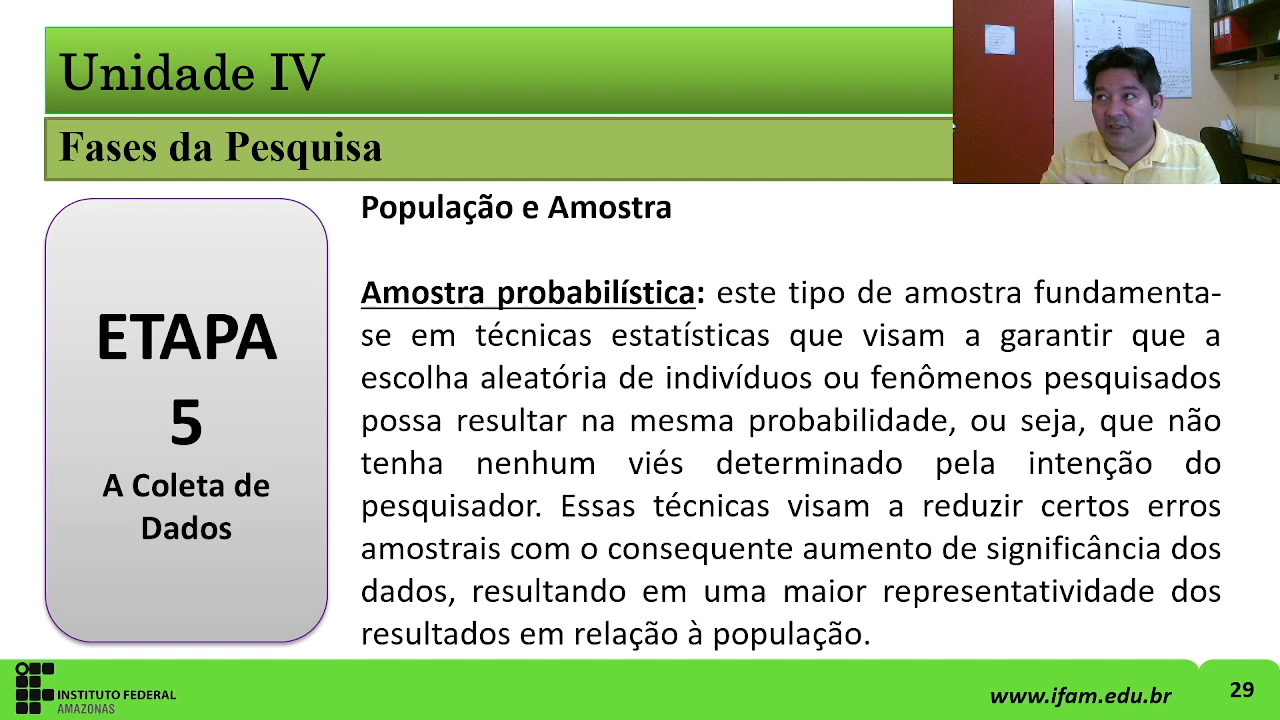 Unidade IV
Fases da Pesquisa
ETAPA
5
A Coleta de
Dados
População e Amostra
Amostra probabilística: este tipo de amostra fundamenta-
se em técnicas estatísticas que visam a garantir que a
escolha aleatória de indivíduos ou fenômenos pesquisados
possa resultar na mesma probabilidade, ou seja, que não
tenha nenhum viés determinado pela intenção do
pesquisador. Essas técnicas visam a reduzir certos erros
amostrais com o consequente aumento de significância dos
dados, resultando em uma maior representatividade dos
resultados em relação à população.
INSTITUTO FEDERAL
AMAZONAS
www.ifam.edu.br
29